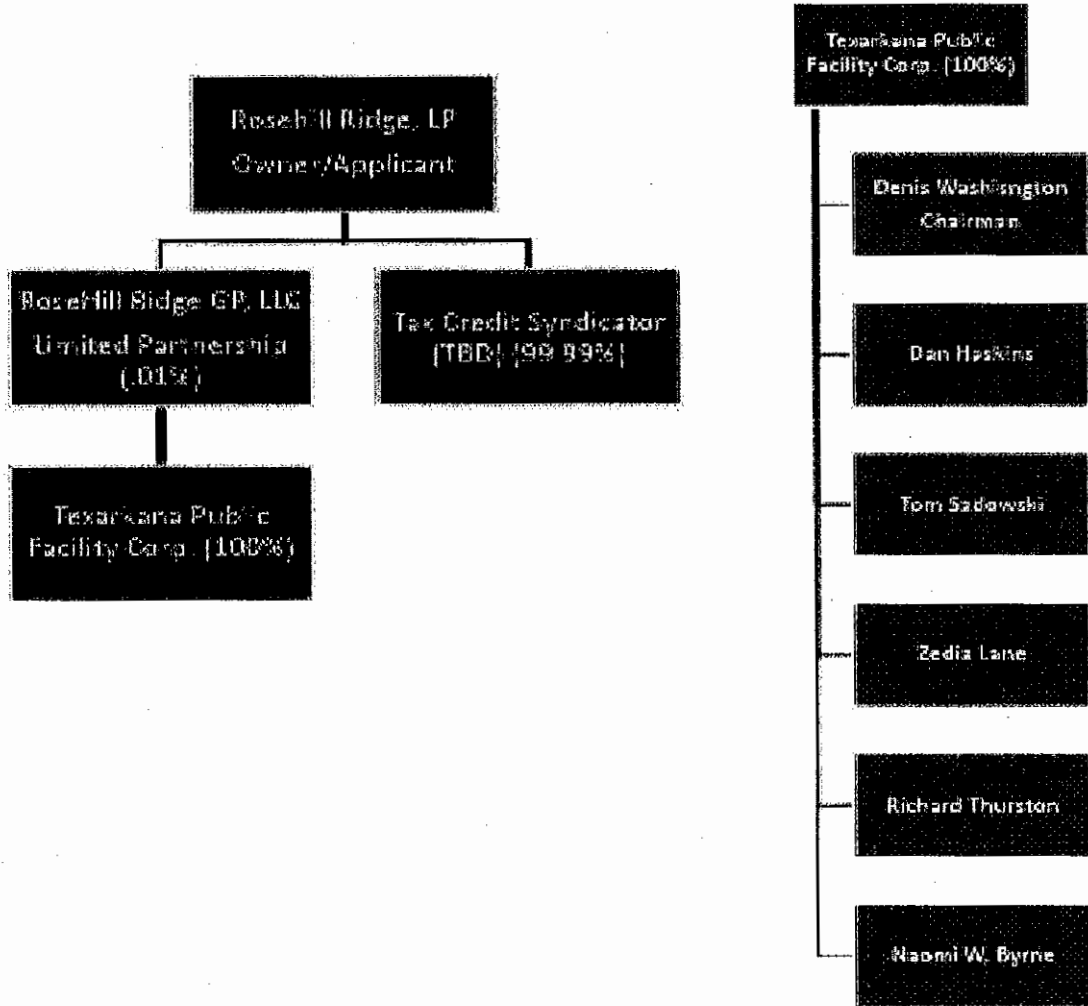 Rosehill Ridge, LP
Owner/Applicant
RoseHill Ridge GP, LLC
Limited Partnership
(.01%)
Tax Credit Syndicator
(TBD) (99.99%)
Texarkana Public
Facility Corp. (100%)
Texarkana Public
Facility Corp. (100%)
Denis Washisngton
Chairman
Dan Haskins
Tom Sadowski
Zedia Lane
Richard Thurston
Naomi W. Byrne